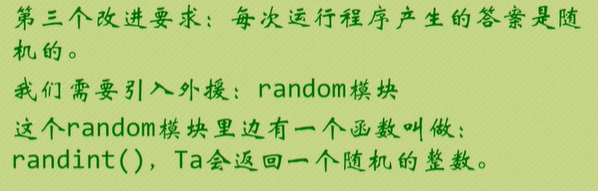 第三个改进要求：每次运行程序产生的答案是随
机的。
我们需要引入外援：random模块
这个random模块里边有一个函数叫做：
randint()，Ta会返回一个随机的整数。